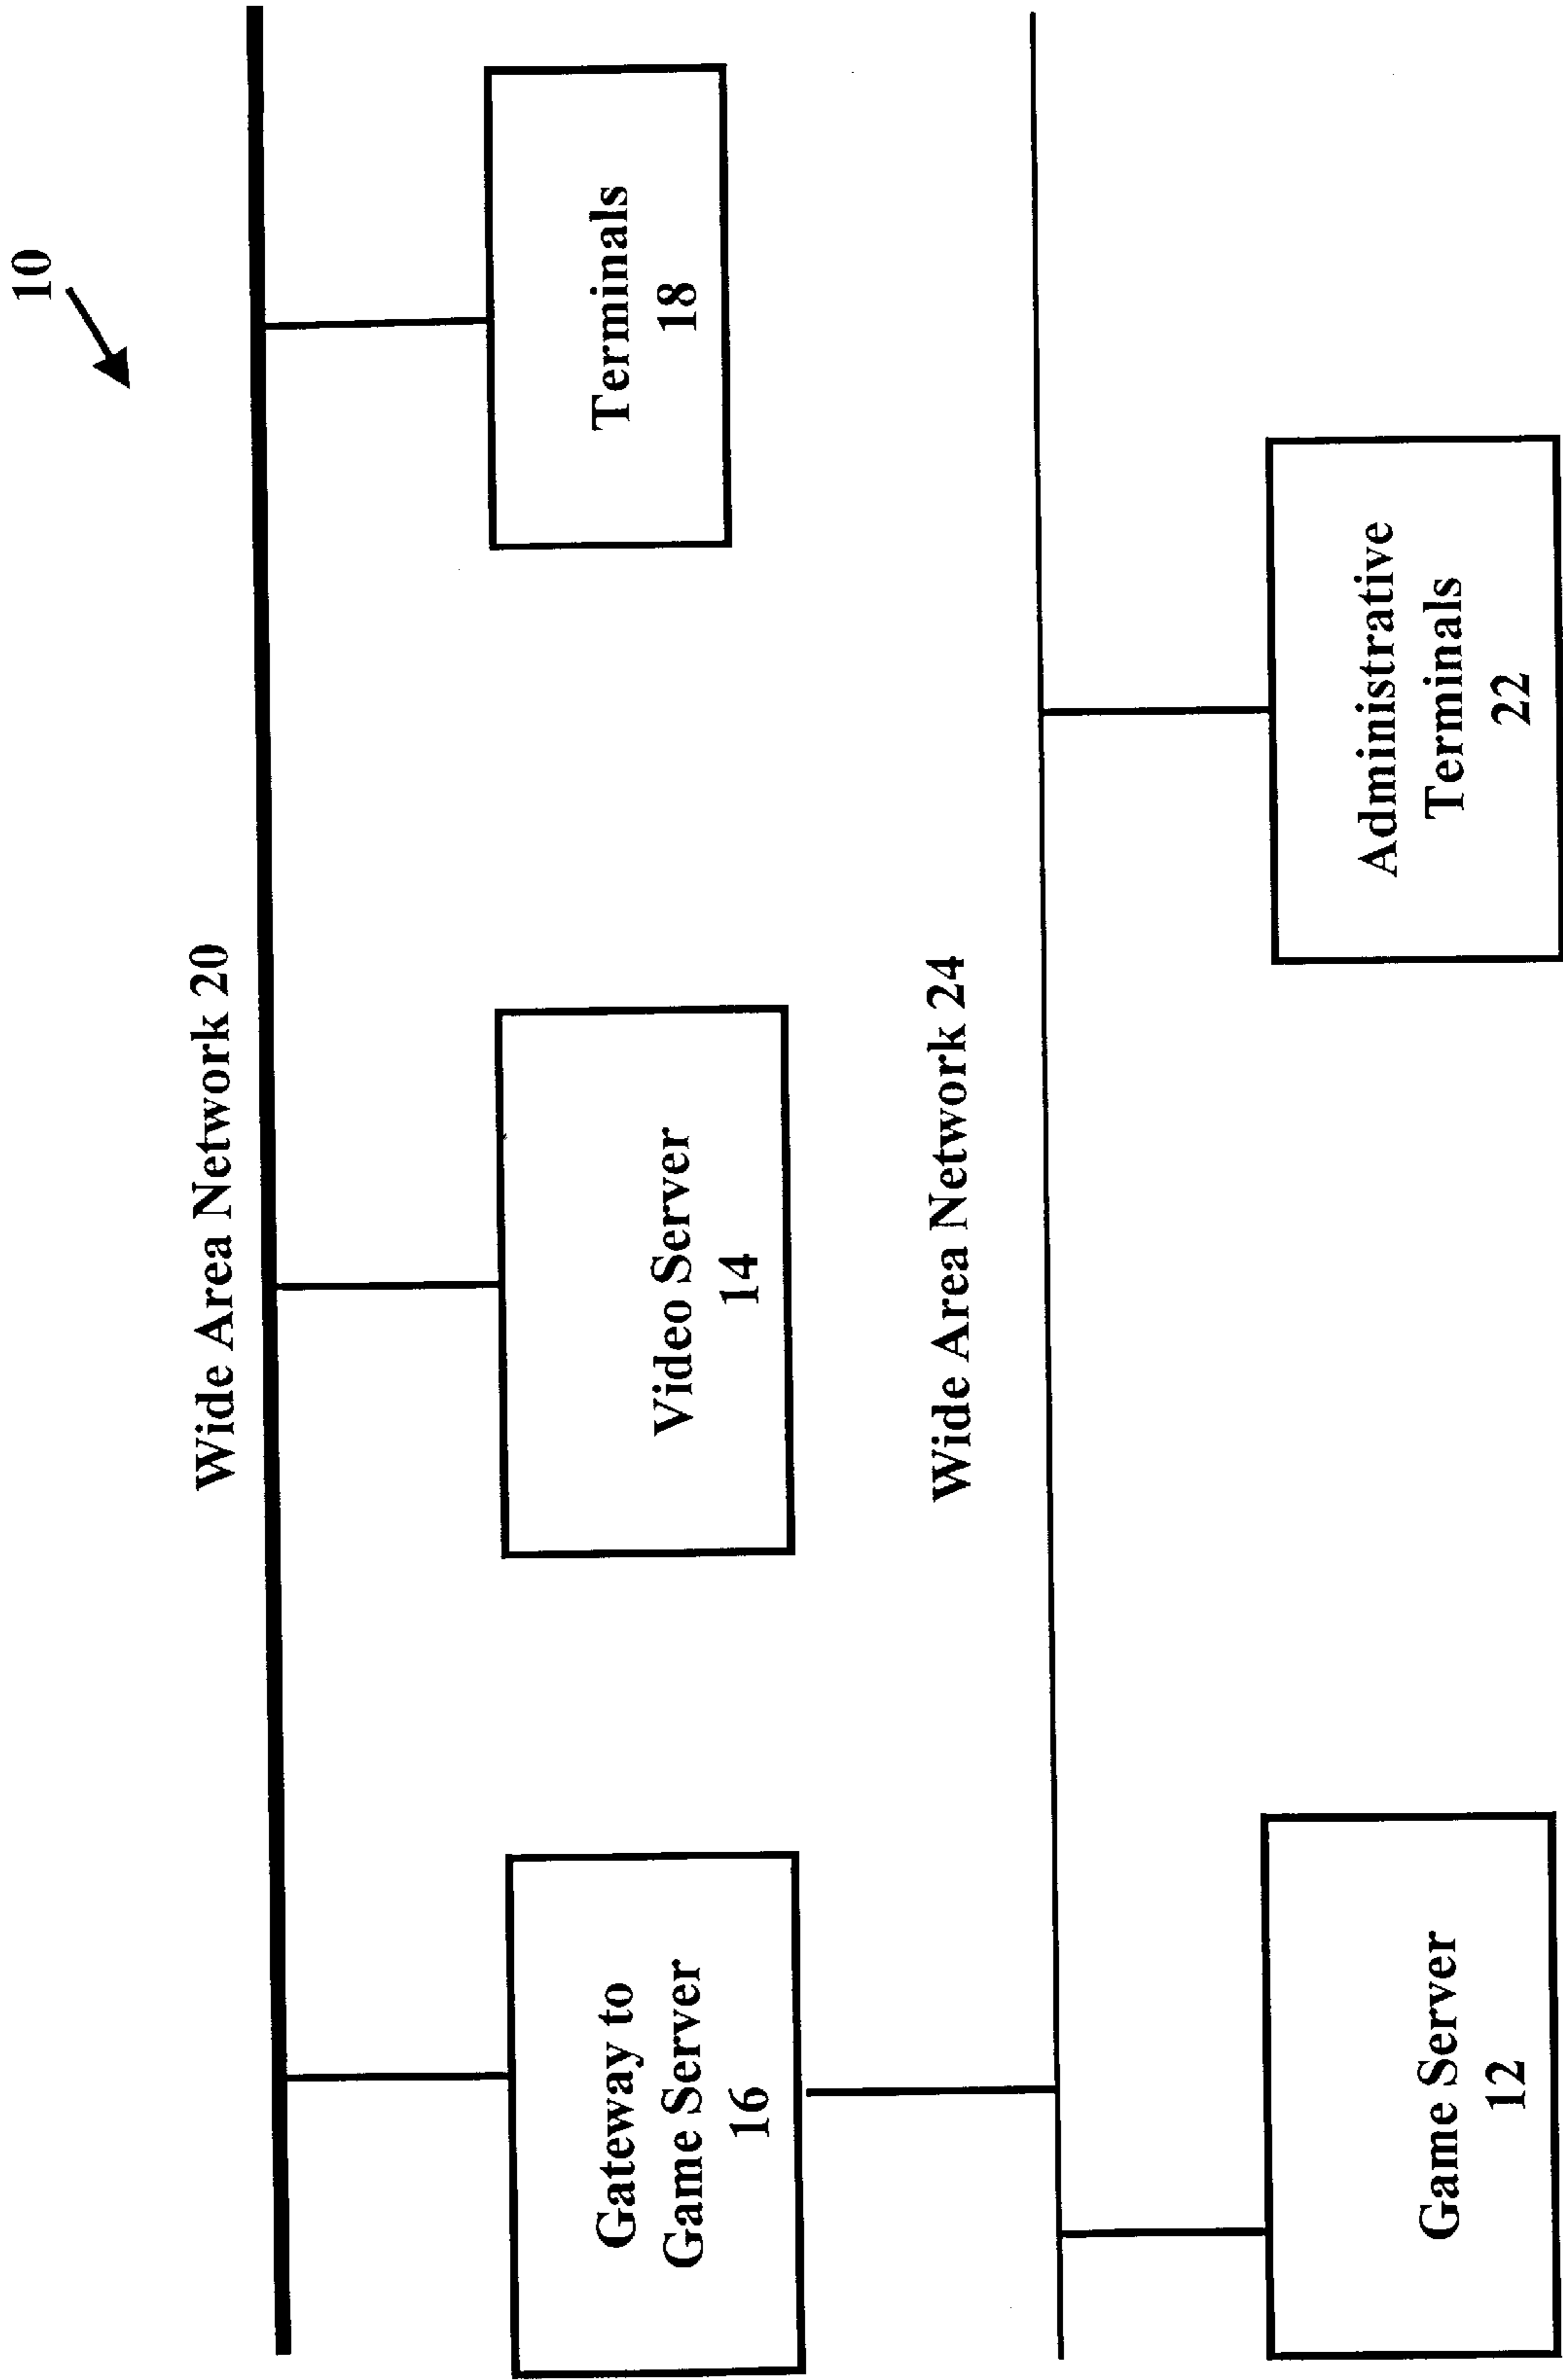 10
Wide Area Network 20
Gateway to
Game Server
16
Video Server
14
Terminals
18
Wide Area Network 24
Game Server
12
Administrative
Terminals
22